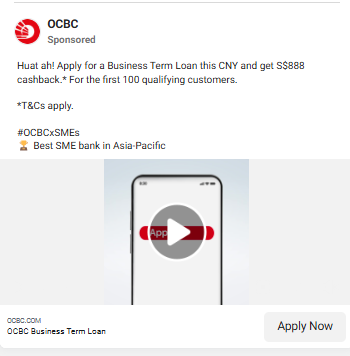 OCBC
Sponsored
Huat ah! Apply for a Business Term Loan this CNY and get S$888
cashback.* For the first 100 qualifying customers.
*T&Cs apply.
#OCBCxSMEs
🏆 Best SME bank in Asia-Pacific
App
OCBC.COM
OCBC Business Term Loan
Apply Now